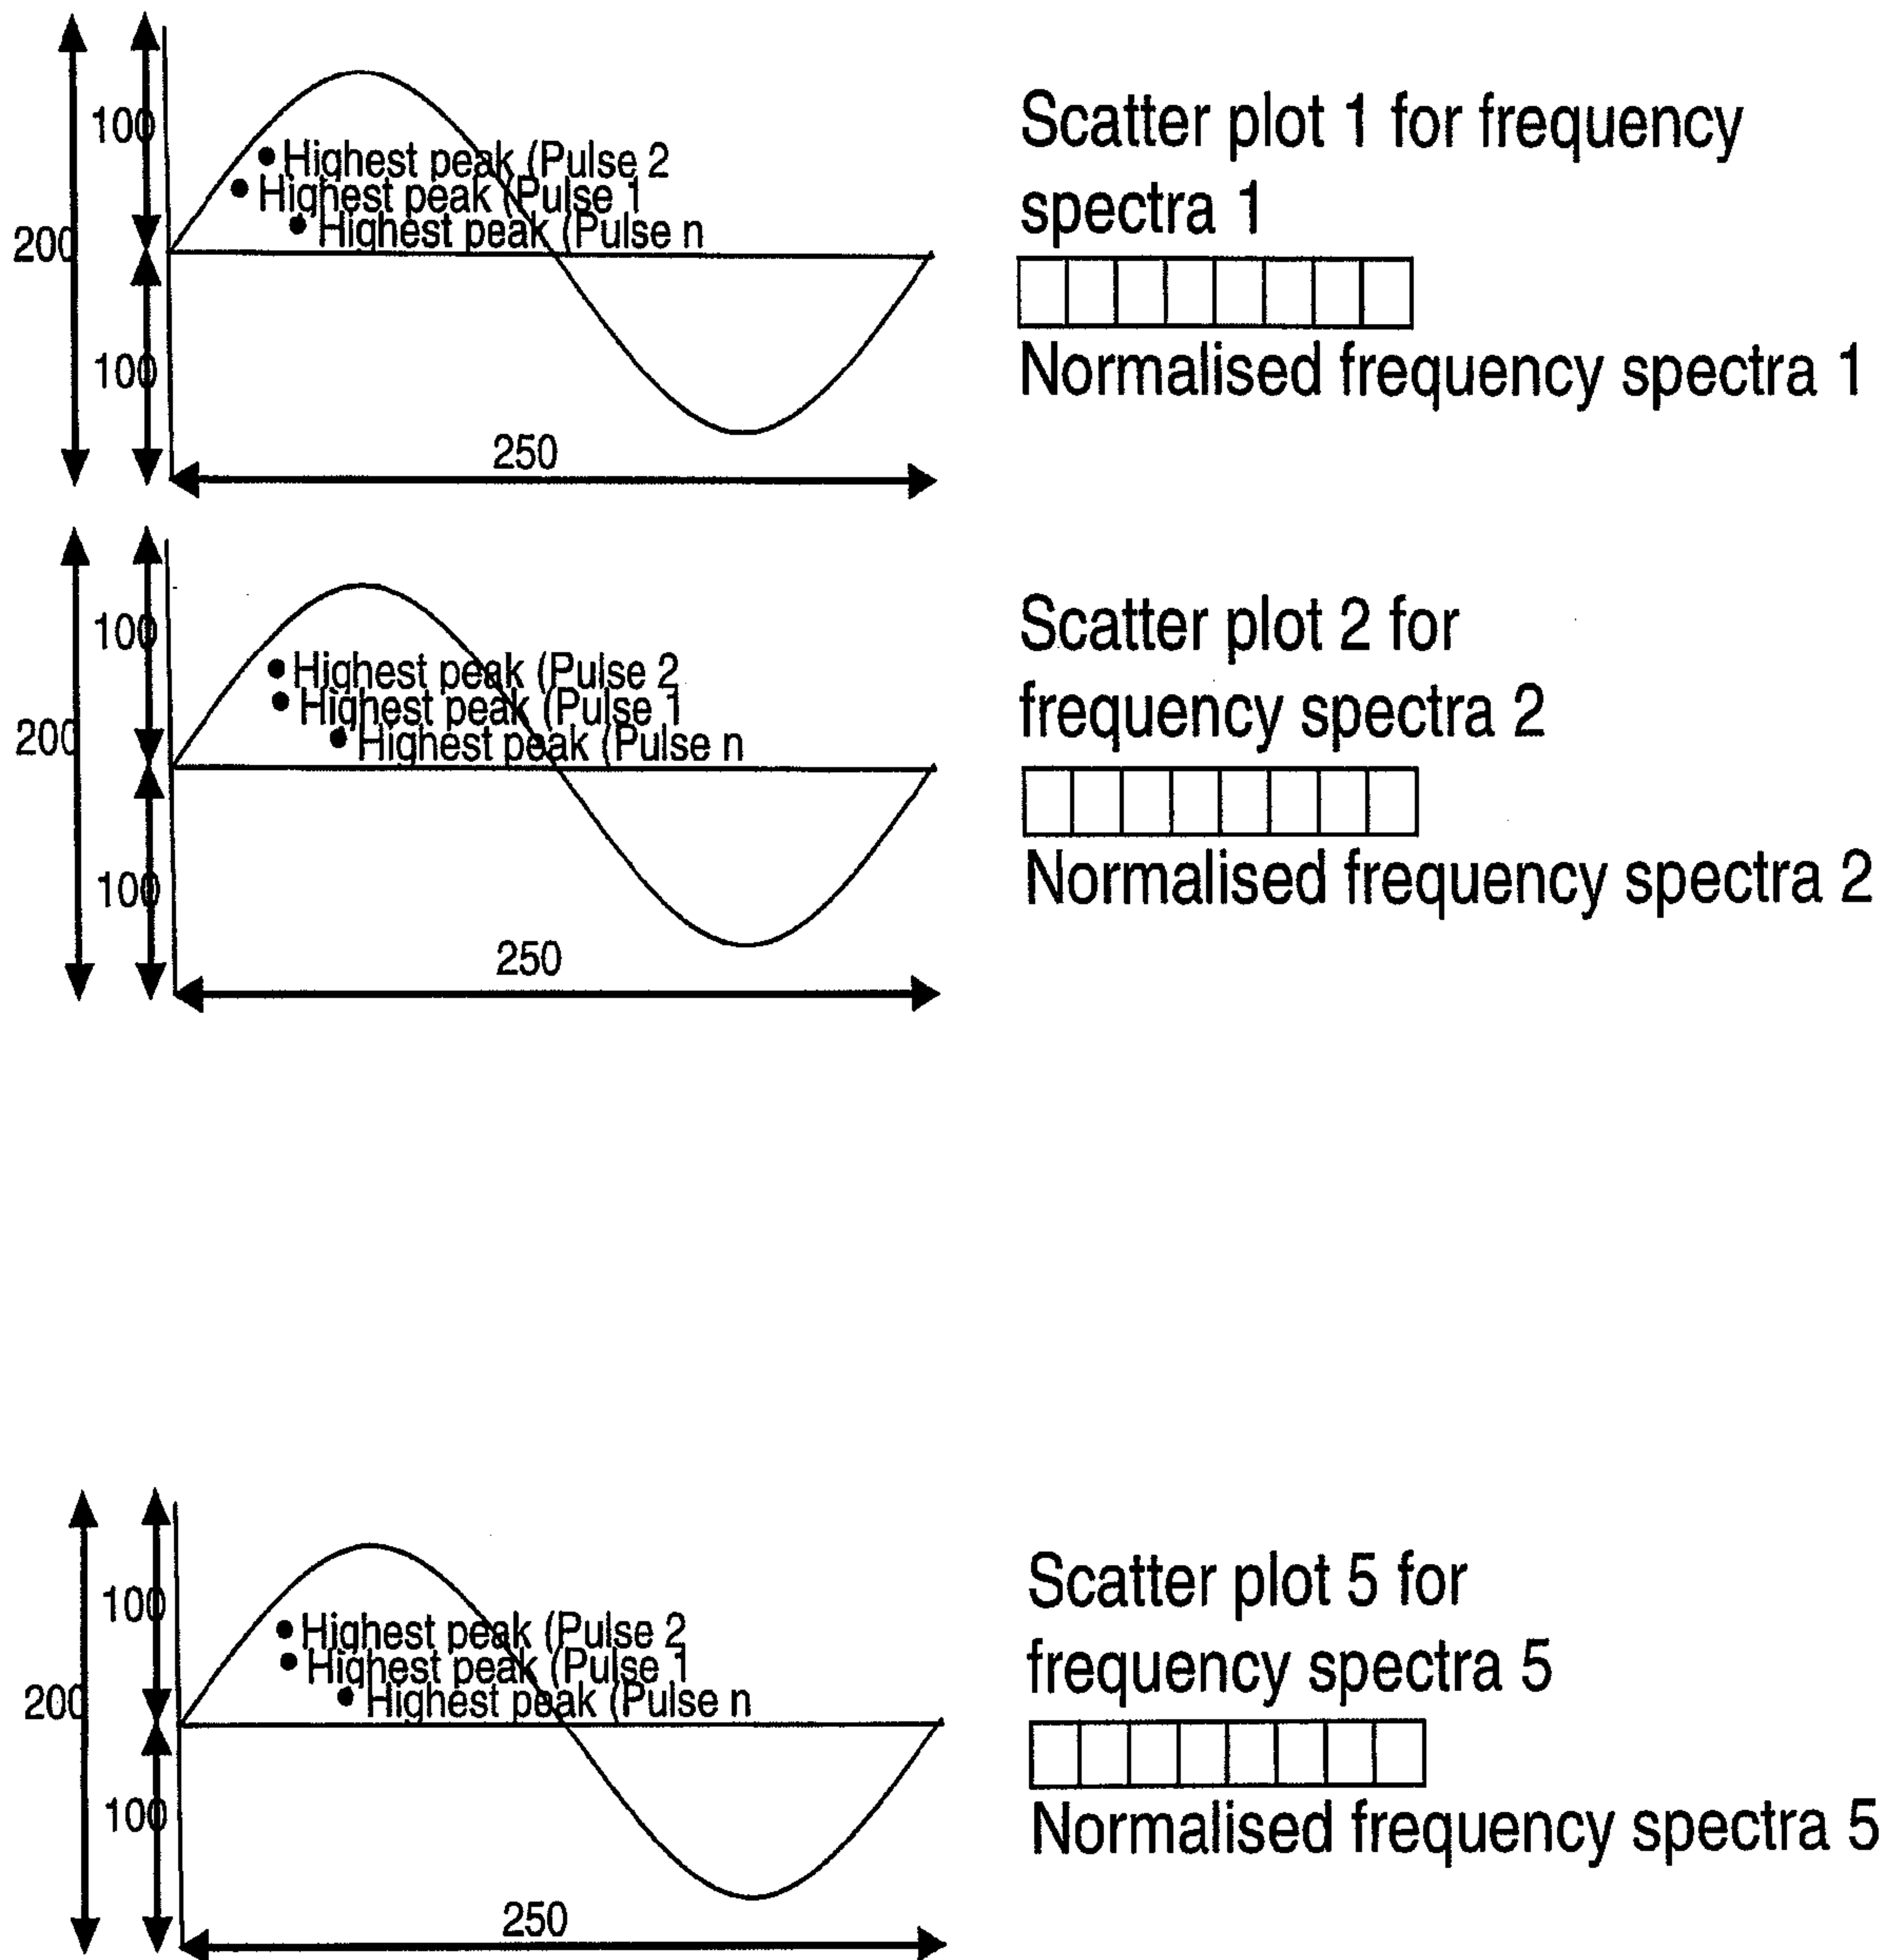 100
Highest peak (Pulse 2
Highest peak (Pulse 1
Highest peak (Pulse n
200
100
250
Scatter plot 1 for frequency
spectra 1
Normalised frequency spectra 1
100
Highest peak (Pulse 2
Highest peak (Pulse 1
Highest peak (Pulse n
200
100
250
Scatter plot 2 for
frequency spectra 2
Normalised frequency spectra 2
100
Highest peak (Pulse 2
Highest peak (Pulse 1
Highest peak (Pulse n
200
100
250
Scatter plot 5 for
frequency spectra 5
Normalised frequency spectra 5